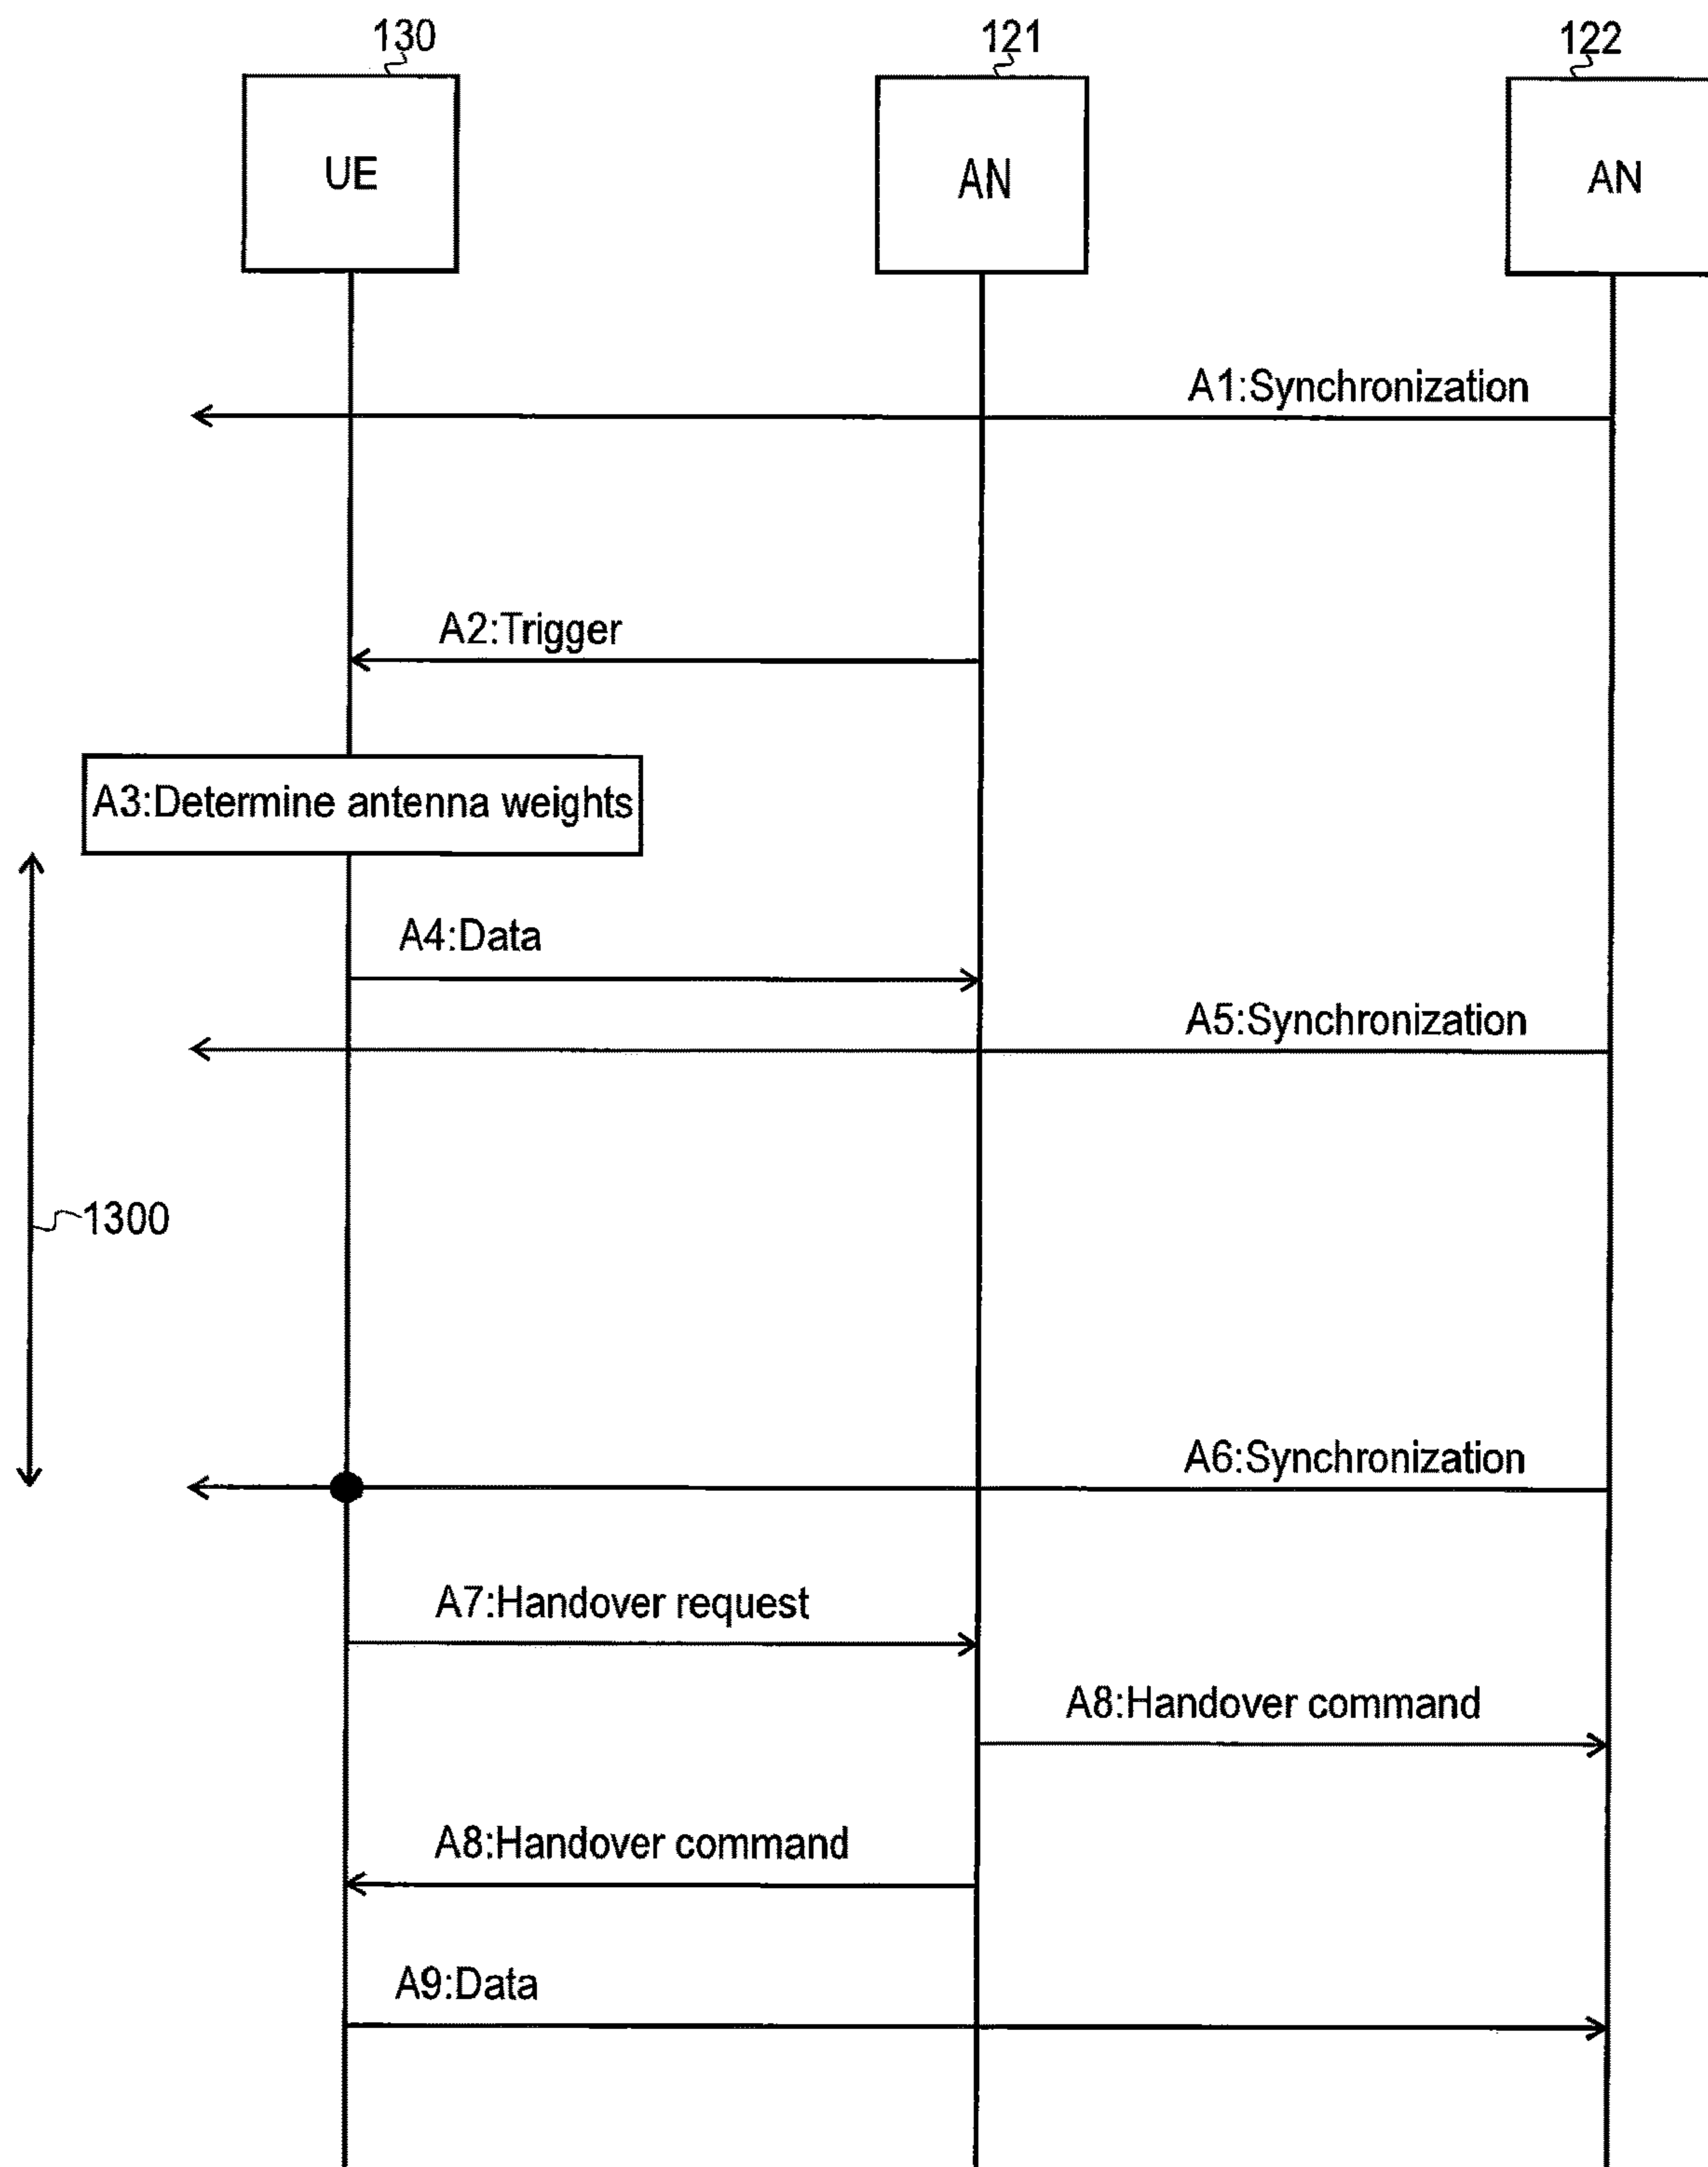 130
121
122
UE
AN
AN
A1:Synchronization
A2:Trigger
A3:Determine antenna weights
A4:Data
A5:Synchronization
1300
A6:Synchronization
A7:Handover request
A8:Handover command
A8:Handover command
A9:Data